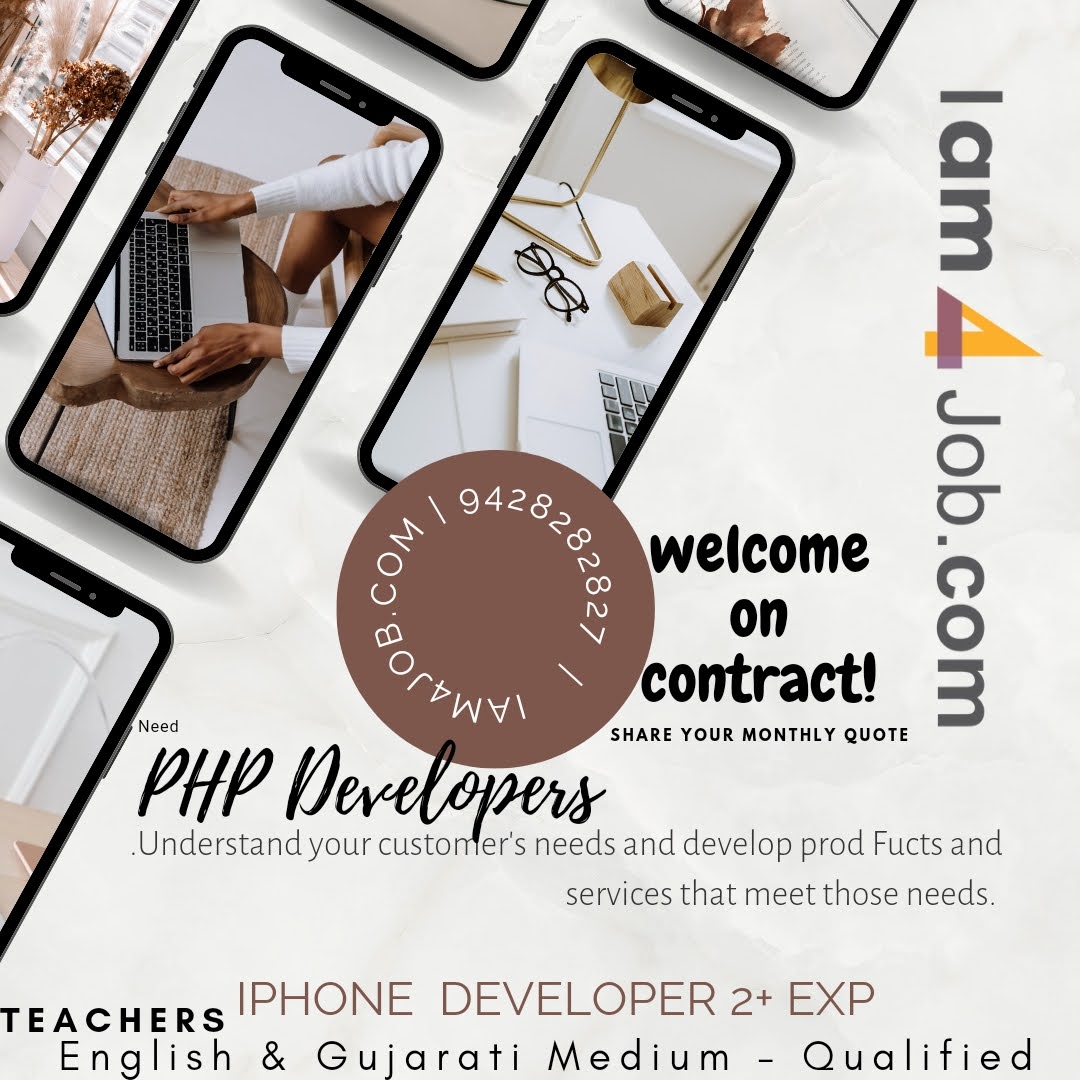 Iam4Job.com
IAM4JOB.COM | 9428282827 |
welcome
on
contract!
SHARE YOUR MONTHLY QUOTE
Need
PHP Developers
.Understand your customer's needs and develop prod Fucts and
services that meet those needs.
IPHONE DEVELOPER 2+ EXP
TEACHERS
English & Gujarati Medium - Qualified